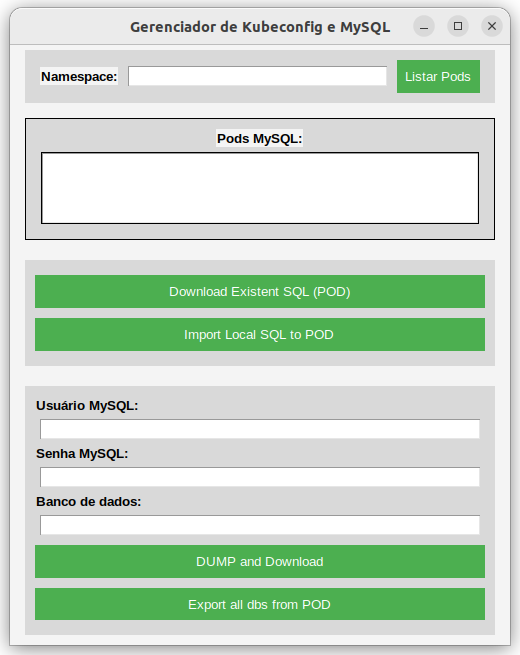 Gerenciador de Kubeconfig e MySQL
Namespace: Listar Pods
Pods MySQL:
Download Existent SQL (POD)
Import Local SQL to POD
Usuário MySQL:
Senha MySQL:
Banco de dados:
DUMP and Download
Export all dbs from POD